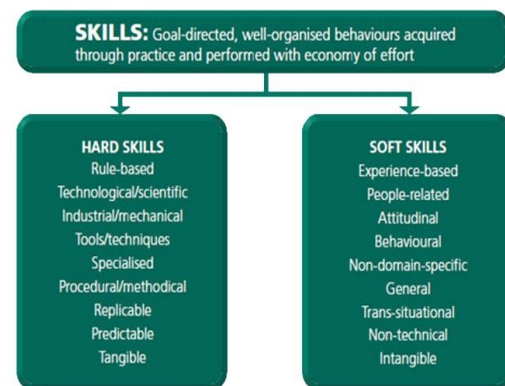 SKILLS: Goal-directed, well-organised behaviours acquired
through practice and performed with economy of effort
HARD SKILLS
Rule-based
Technological/scientific
Industrial/mechanical
Tools/techniques
Specialised
Procedural/methodical
Replicable
Predictable
Tangible
SOFT SKILLS
Experience-based
People-related
Attitudinal
Behavioural
Non-domain-specific
General
Trans-situational
Non-technical
Intangible